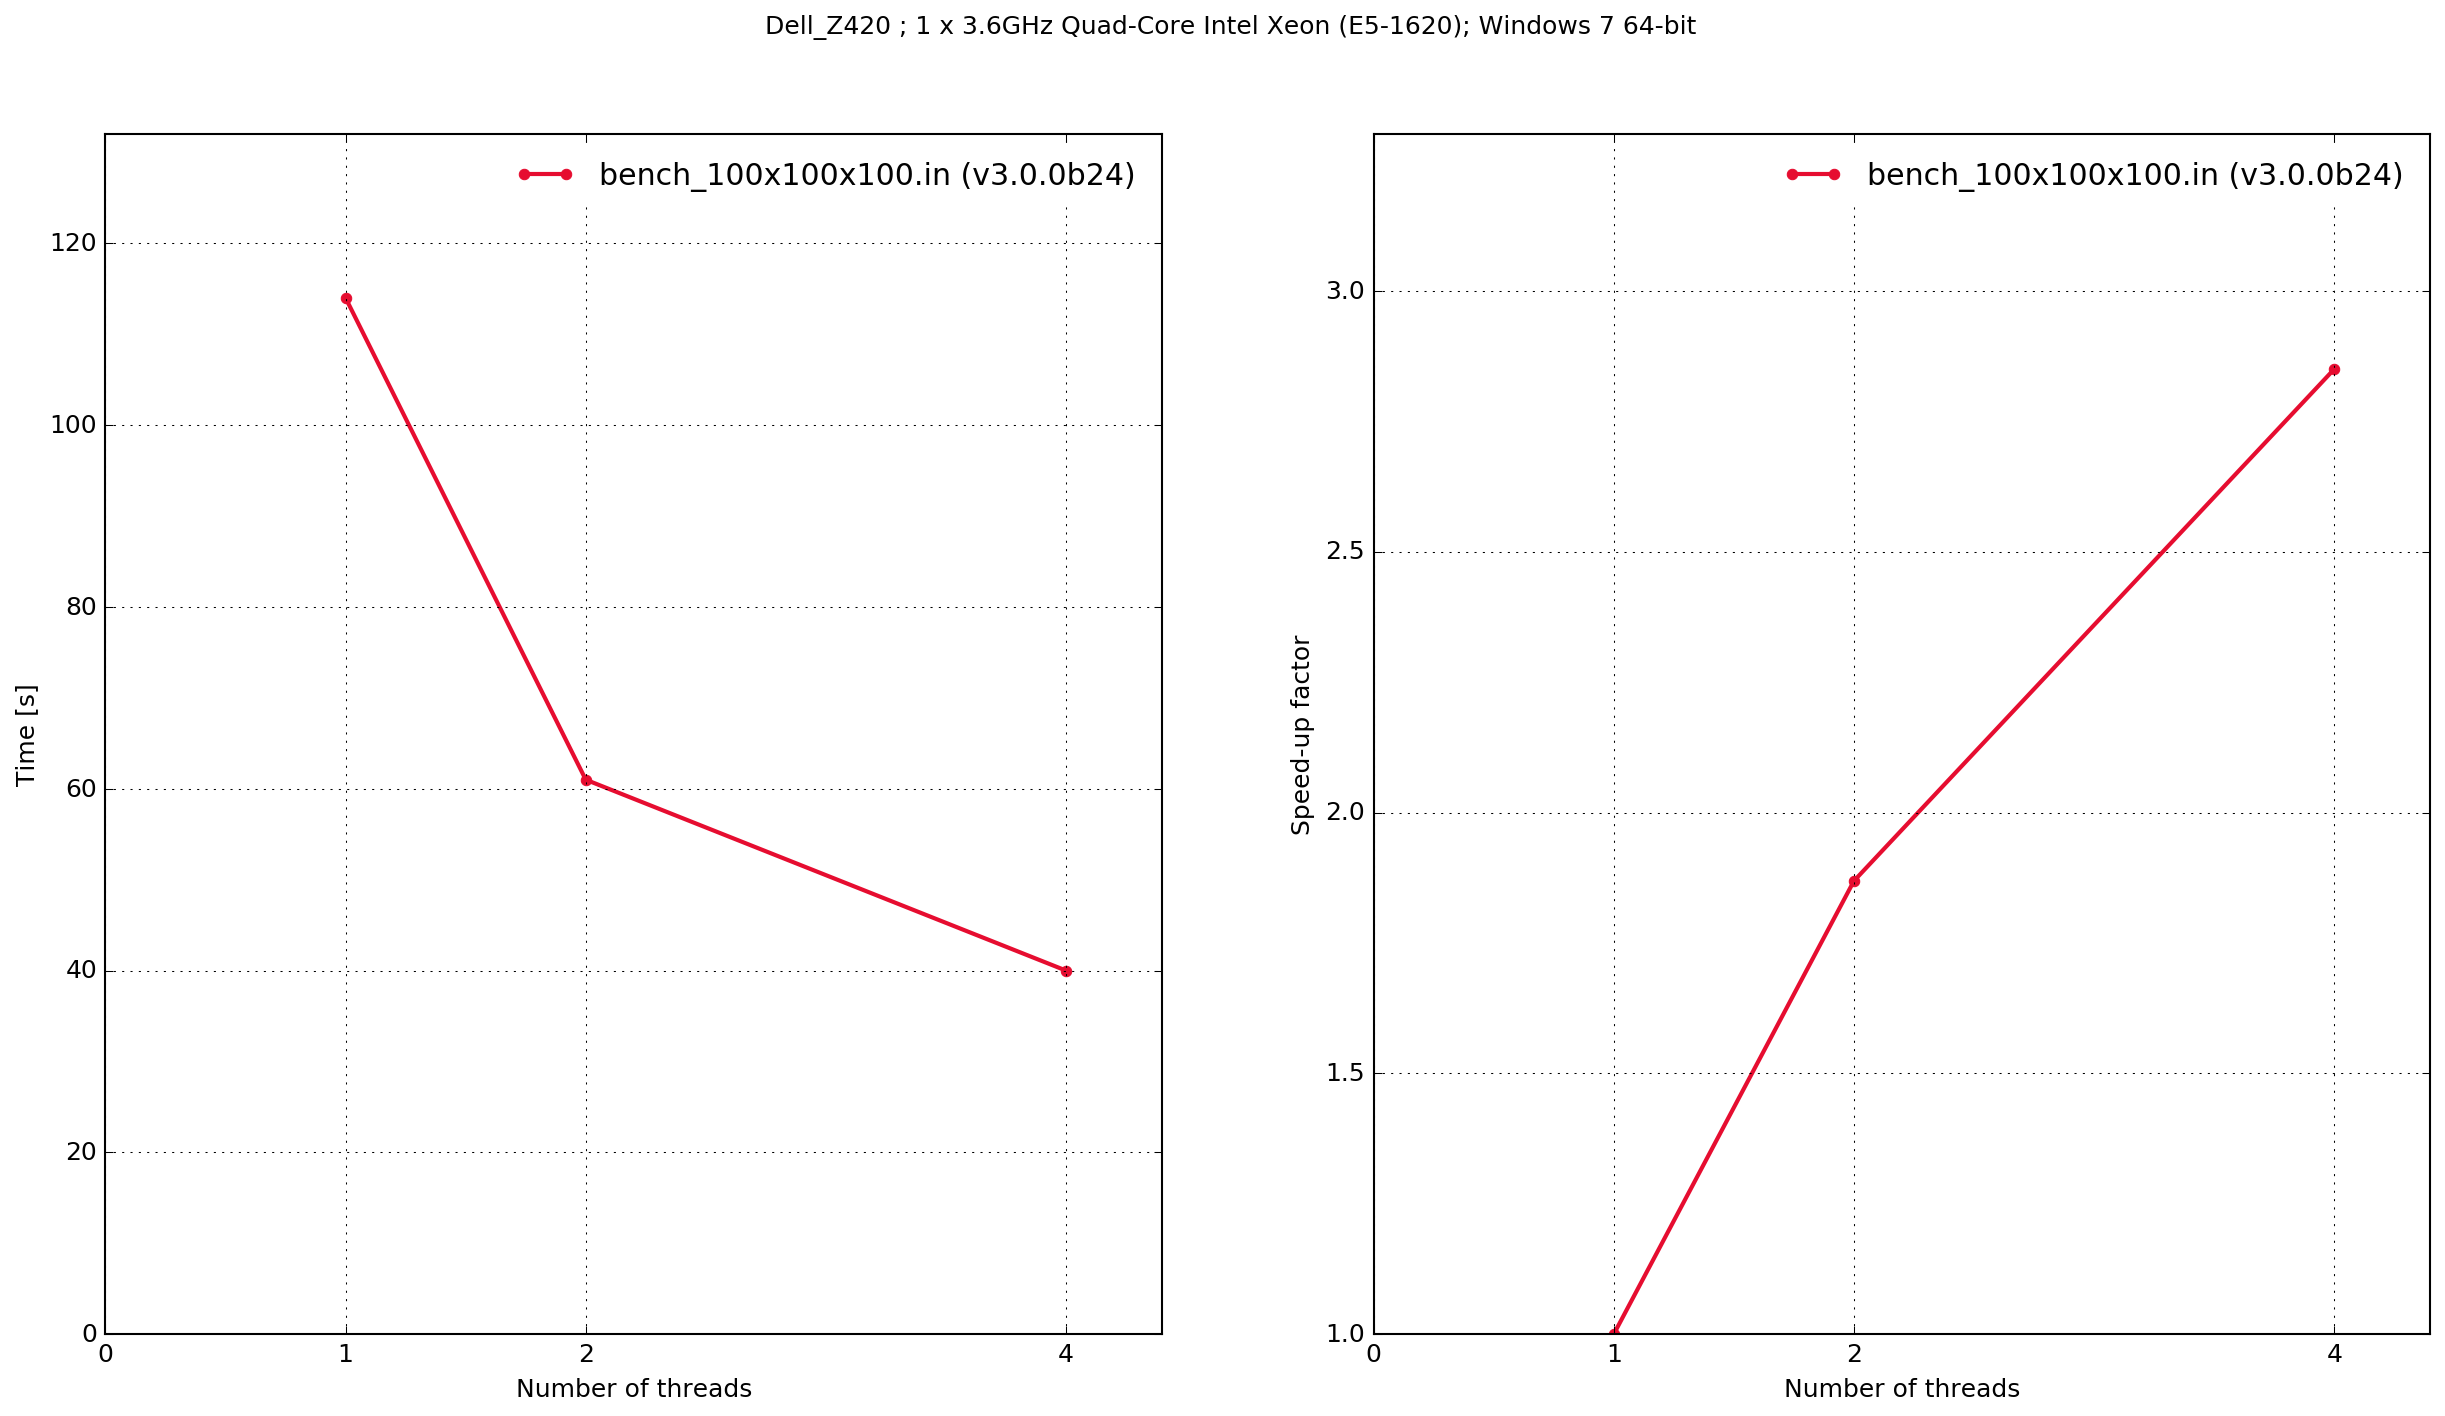 Dell_Z420 ; 1 x 3.6GHz Quad-Core Intel Xeon (E5-1620); Windows 7 64-bit
bench_100x100x100.in (v3.0.0b24)
120
100
80
60
40
20
0
Time [s]
0 1 2 4
Number of threads
bench_100x100x100.in (v3.0.0b24)
3.0
2.5
2.0
1.5
1.0
Speed-up factor
0 1 2 4
Number of threads